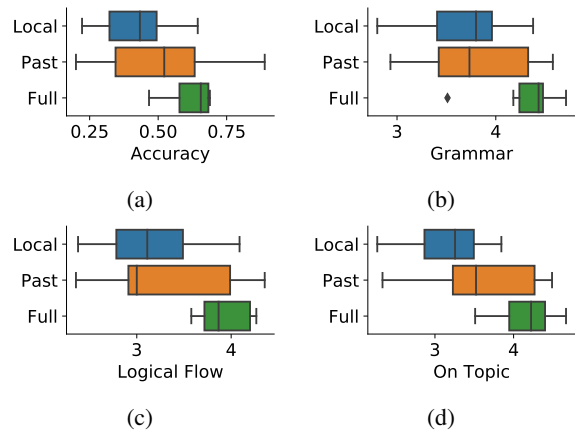 Local
Past
Full
0.25 0.50 0.75
Accuracy
(a)
Local
Past
Full
3 4
Grammar
(b)
Local
Past
Full
3 4
Logical Flow
(c)
Local
Past
Full
3 4
On Topic
(d)